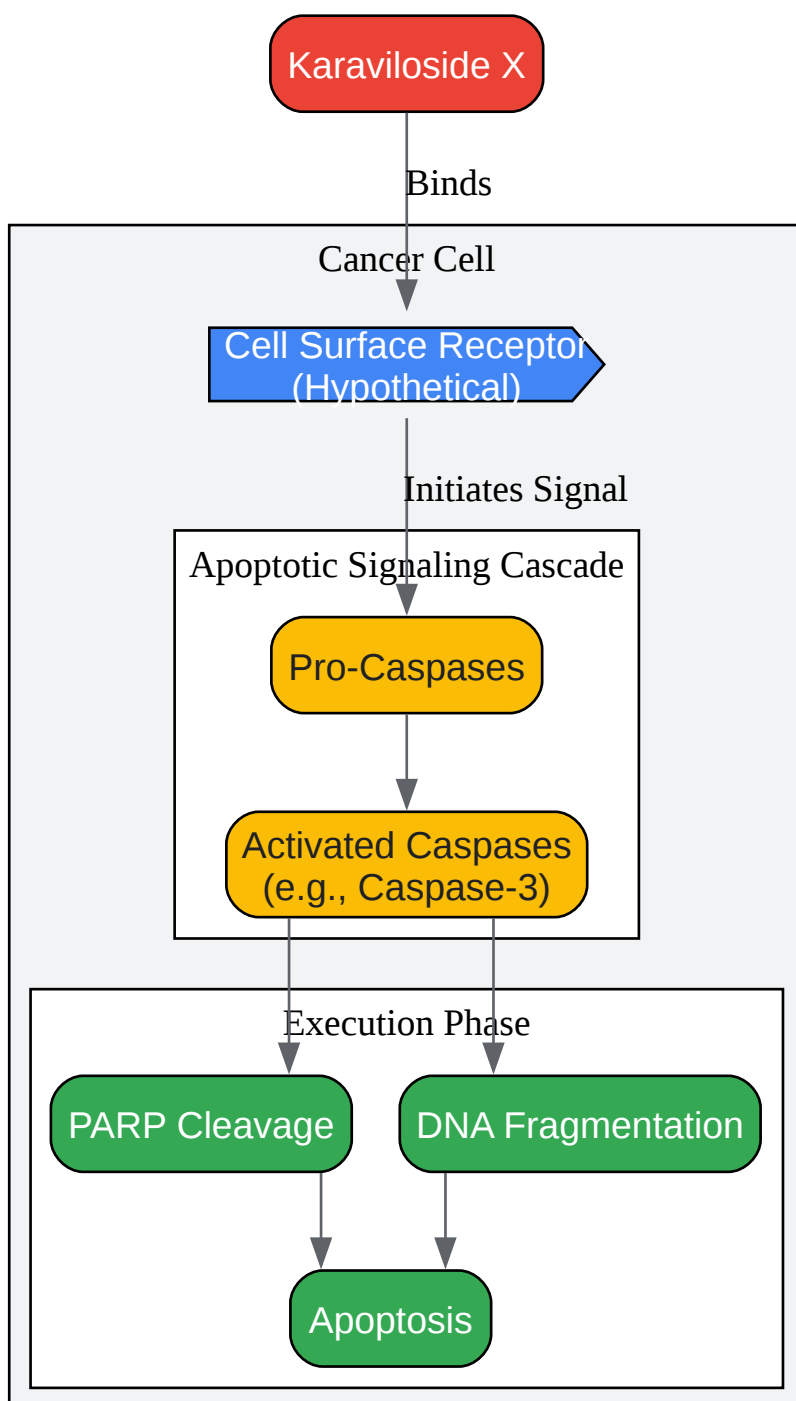 Karaviloside X
Binds
Cancer Cell
Cell Surface Receptor
(Hypothetical)
Initiates Signal
Apoptotic Signaling Cascade
Pro-Caspases
Activated Caspases
(e.g., Caspase-3)
Execution Phase
PARP Cleavage
DNA Fragmentation
Apoptosis